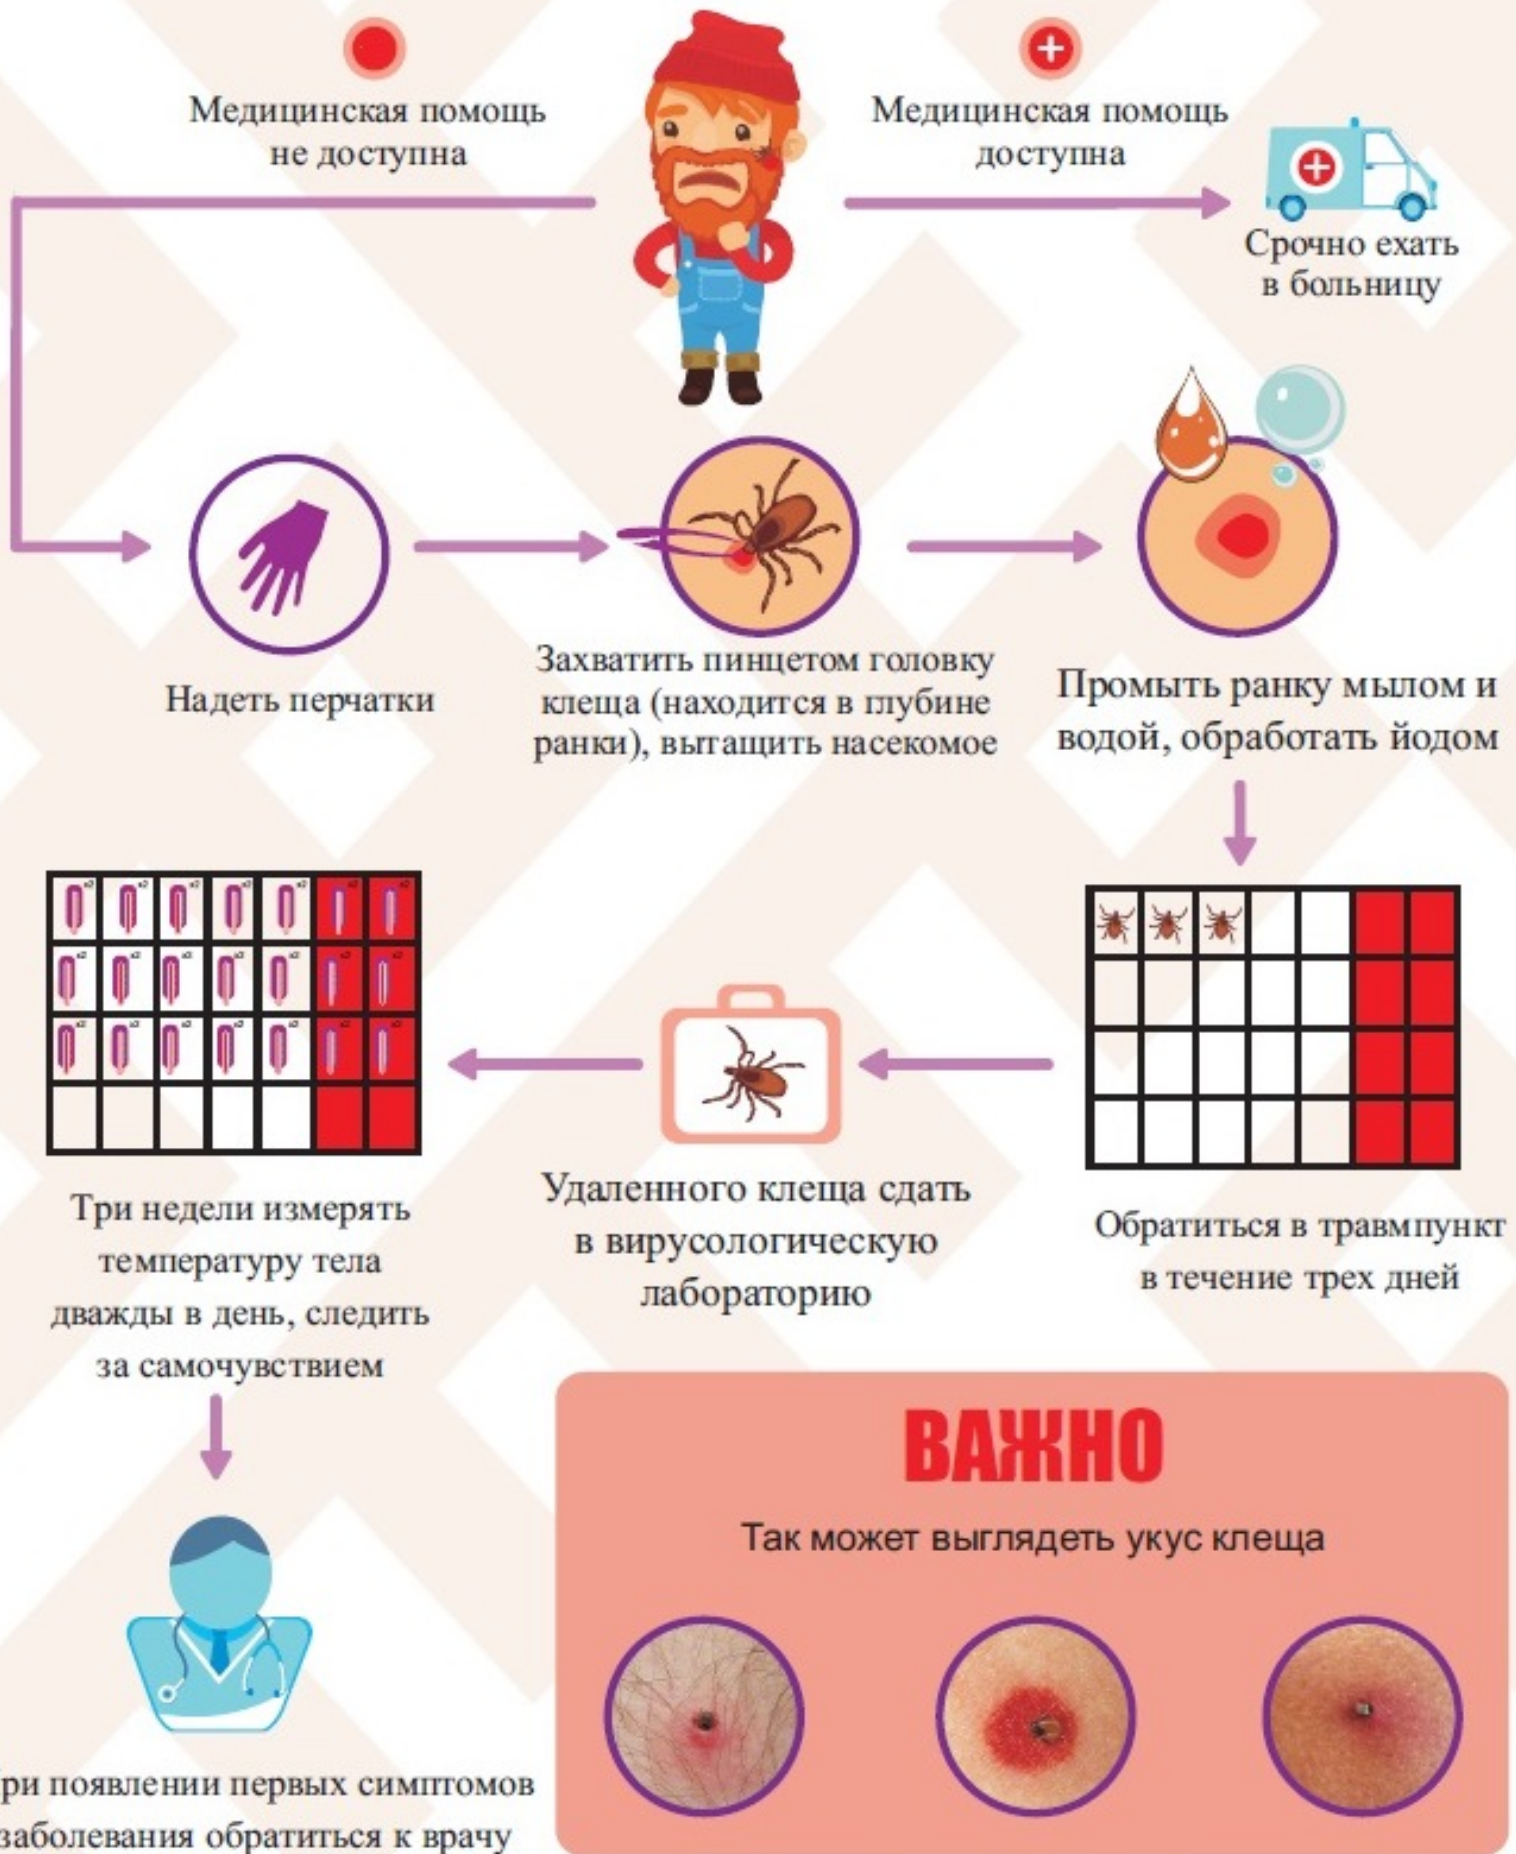 Медицинская помощь
не доступна
Медицинская помощь
доступна
Срочно ехать
в больницу
Надеть перчатки
Захватить пинцетом головку
клеща (находится в глубине
ранки), вытащить насекомое
Промыть ранку мылом и
водой, обработать йодом
Обратиться в травмпункт
в течение трех дней
Удаленного клеща сдать
в вирусологическую
лабораторию
Три недели измерять
температуру тела
дважды в день, следить
за самочувствием
ри появлении первых симптомов
заболевания обратиться к врачу
ВАЖНО
Так может выглядеть укус клеща